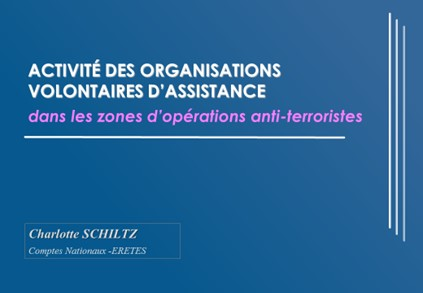 ACTIVITÉ DES ORGANISATIONS
VOLONTAIRES D'ASSISTANCE
dans les zones d'opérations anti-terroristes
Charlotte SCHILTZ
Comptes Nationaux -ERETES